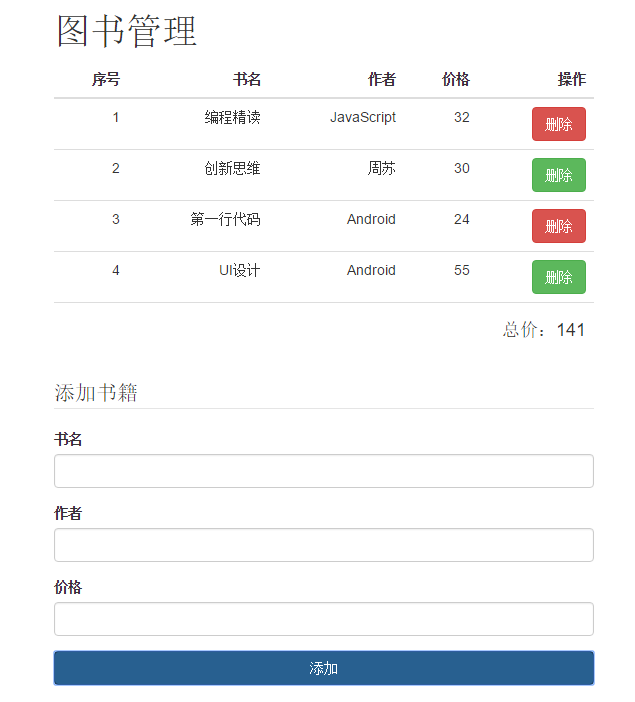 图书管理
序号 书名 作者 价格 操作
1 编程精读 JavaScript 32 删除
2 创新思维 周苏 30 删除
3 第一行代码 Android 24 删除
4 UI设计 Android 55 删除
总价：141
添加书籍
书名
作者
价格
添加